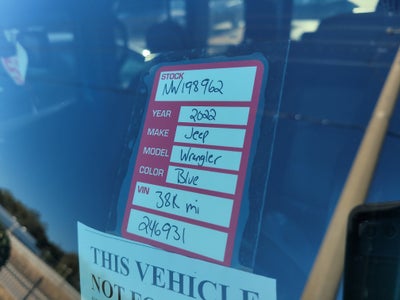 STOCK
NW198962
YEAR 2022
MAKE Jeep
MODEL Wrangler
COLOR Blue
VIN 38K mi
246931
THIS VEHICLE